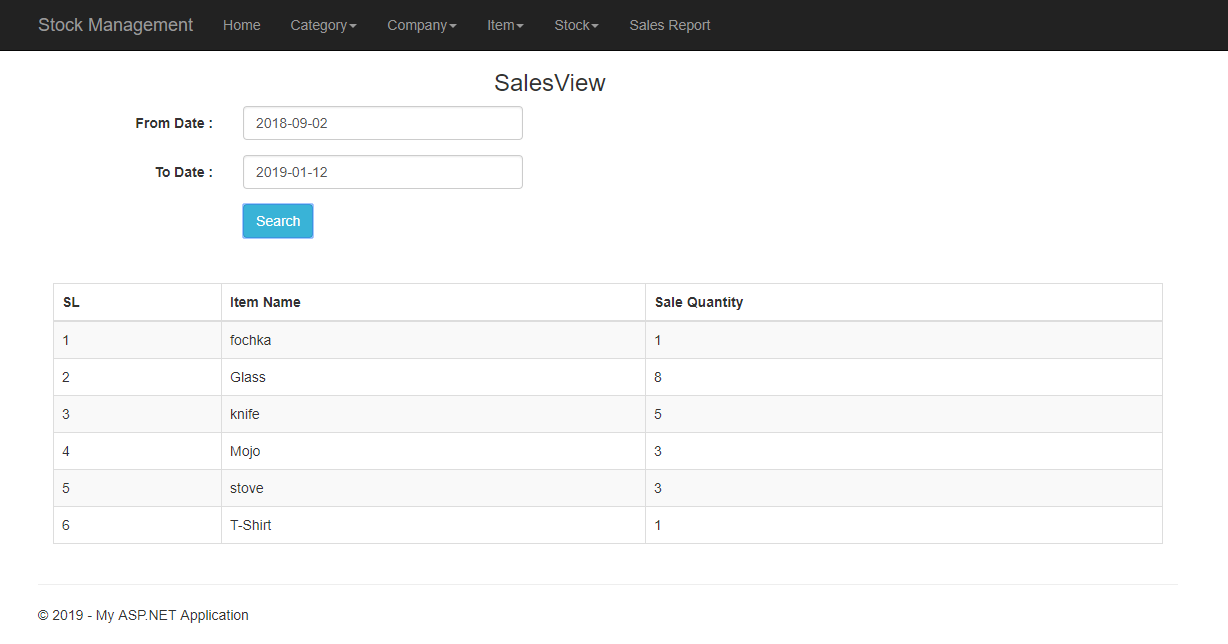 Stock Management Home Category Company Item Stock Sales Report
SalesView
From Date : 2018-09-02
To Date : 2019-01-12
Search
SL Item Name Sale Quantity
1 fochka 1
2 Glass 8
3 knife 5
4 Mojo 3
5 stove 3
6 T-Shirt 1
© 2019 - My ASP.NET Application